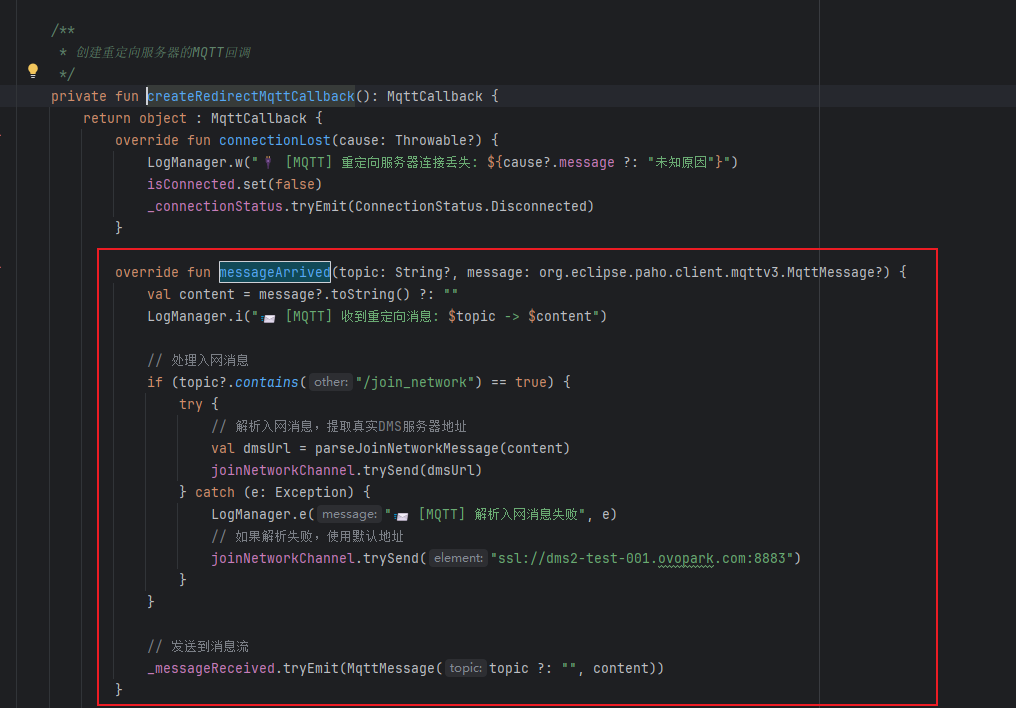 /**
 * 创建重定向服务器的MQTT回调
 */
private fun createRedirectMqttCallback(): MqttCallback {
    return object : MqttCallback {
        override fun connectionLost(cause: Throwable?) {
            LogManager.w("🎙 [MQTT] 重定向服务器连接丢失: ${cause?.message ?: "未知原因"}")
            isConnected.set(false)
            _connectionStatus.tryEmit(ConnectionStatus.Disconnected)
        }
        override fun messageArrived(topic: String?, message: org.eclipse.paho.client.mqttv3.MqttMessage?) {
            val content = message?.toString() ?: ""
            LogManager.i("📨 [MQTT] 收到重定向消息: $topic -> $content")
            // 处理入网消息
            if (topic?.contains( other: "/join_network") == true) {
                try {
                    // 解析入网消息，提取真实DMS服务器地址
                    val dmsUrl = parseJoinNetworkMessage(content)
                    joinNetworkChannel.trySend(dmsUrl)
                } catch (e: Exception) {
                    LogManager.e( message: "📨 [MQTT] 解析入网消息失败", e)
                    // 如果解析失败，使用默认地址
                    joinNetworkChannel.trySend( element: "ssl://dms2-test-001.ovopark.com:8883")
                }
            }
            // 发送到消息流
            _messageReceived.tryEmit(MqttMessage( topic: topic ?: "", content))
        }